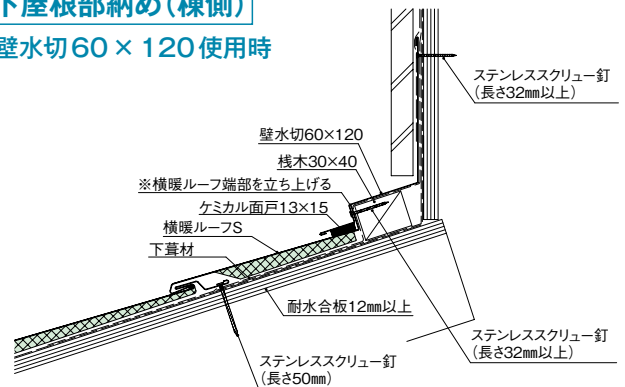 下屋根部納め(棟側)
壁水切60×120使用時
ステンレススクリュー釘
(長さ32㎜以上)
壁水切60×120
桟木30×40
※横暖ルーフ端部を立ち上げる
ケミカル面戸13×15
横暖ルーフS
下葺材
耐水合板12㎜以上
ステンレススクリュー釘
(長さ32㎜以上)
ステンレススクリュー釘
(長さ50㎜)